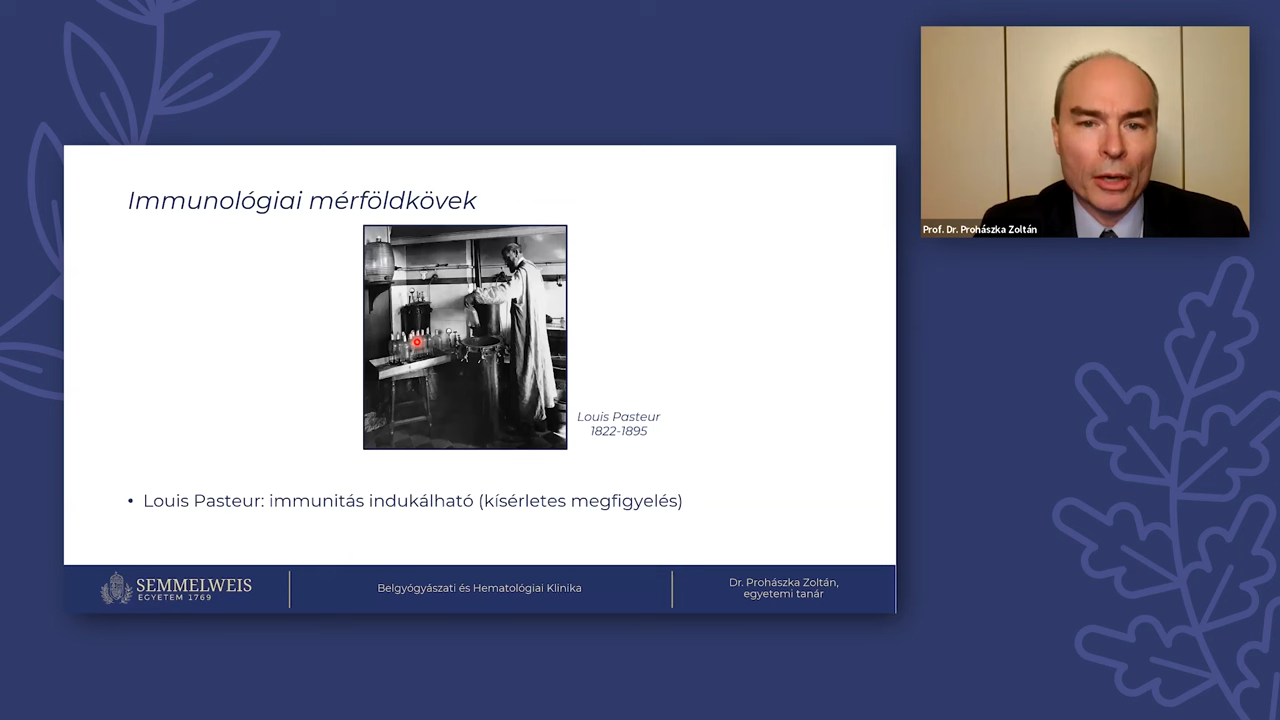 Prof. Dr. Prohászka Zoltán
Immunológiai mérföldkövek
Louis Pasteur
1822-1895
• Louis Pasteur: immunitás indukálható (kísérletes megfigyelés)
SEMMELWEIS
EGYETEM 1769
Belgyógyászati és Hematológiai Klinika
Dr. Prohászka Zoltán,
egyetemi tanár